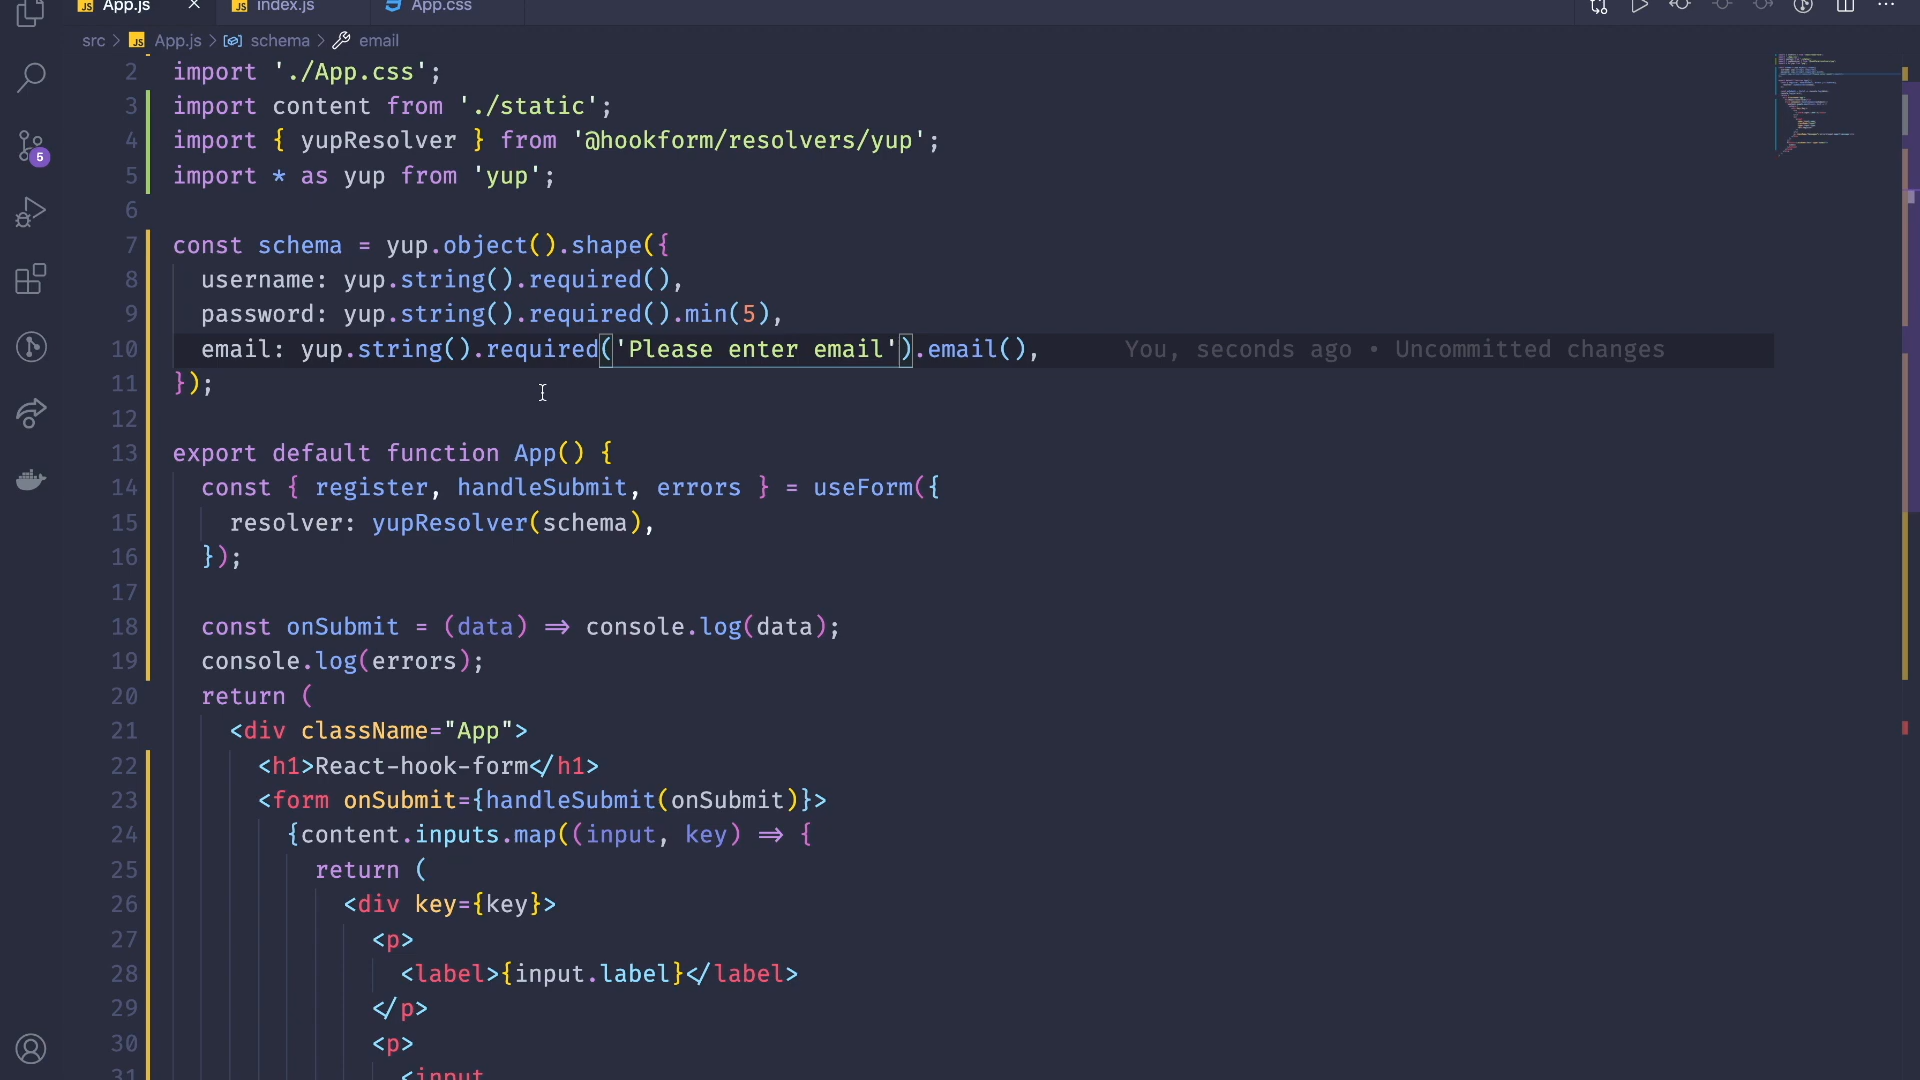 App.js
index.js
App.css
src > App.js > schema > email
5
2 import './App.css';
3 import content from './static';
4 import { yupResolver } from '@hookform/resolvers/yup';
5 import * as yup from 'yup';
6
7 const schema = yup.object().shape({
8 username: yup.string().required(),
9 password: yup.string().required().min(5),
10 email: yup.string().required('Please enter email').email(), You, seconds ago • Uncommitted changes
11 });
12
13 export default function App() {
14 const { register, handleSubmit, errors } = useForm({
15 resolver: yupResolver(schema),
16 });
17
18 const onSubmit = (data) => console.log(data);
19 console.log(errors);
20 return (
21 <div className="App">
22 <h1>React-hook-form</h1>
23 <form onSubmit={handleSubmit(onSubmit)}>
24 {content.inputs.map((input, key) => {
25 return (
26 <div key={key}>
27 <p>
28 <label>{input.label}</label>
29 </p>
30 <p>
31 <input